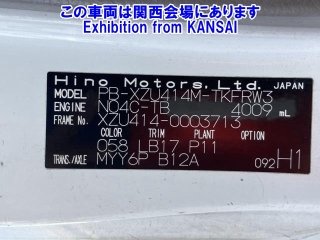 この車両は関西会場にあります
Exhibition from KANSAI
Hino Motors, Ltd. JAPAN
MODEL PB-XZU414M-TKFRW3
ENGINE N04C-TB 4009 mL
FRAME NO. XZU414-0003713
COLOR TRIM PLANT OPTION
058 LB17 P11
TRANS./AXLE MYY6P B12A 092H1